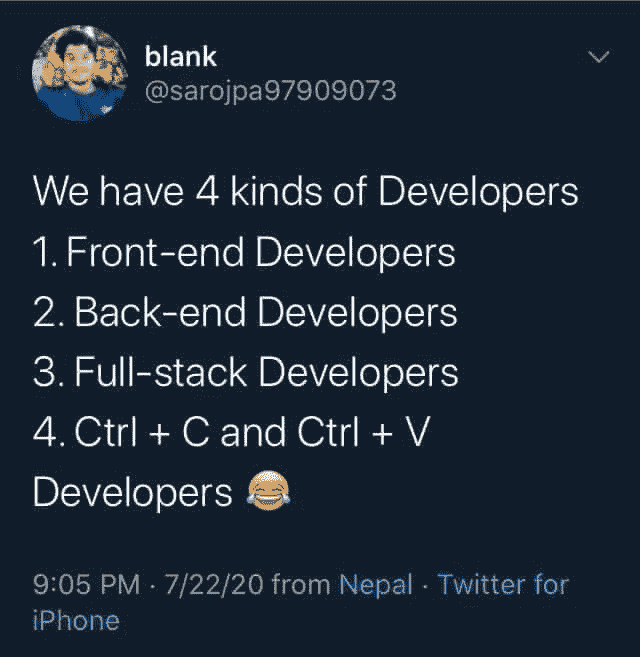 blank
@sarojpa97909073
We have 4 kinds of Developers
1. Front-end Developers
2. Back-end Developers
3. Full-stack Developers
4. Ctrl + C and Ctrl + V
Developers 😂
9:05 PM · 7/22/20 from Nepal · Twitter for
iPhone